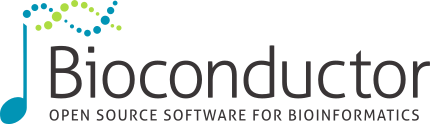 Bioconductor
OPEN SOURCE SOFTWARE FOR BIOINFORMATICS